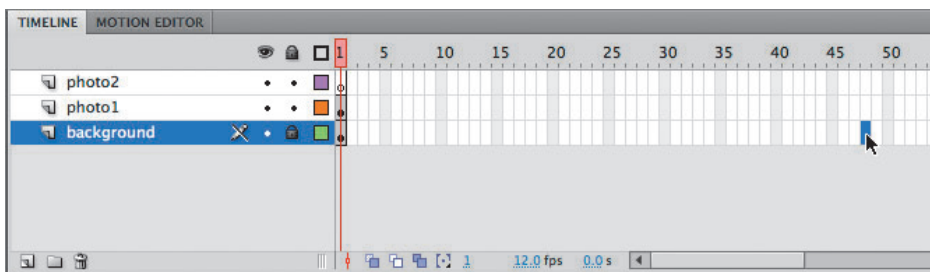 TIMELINE MOTION EDITOR
1 5 10 15 20 25 30 35 40 45 50
photo2
photo1
background
1 12.0 fps 0.0 s